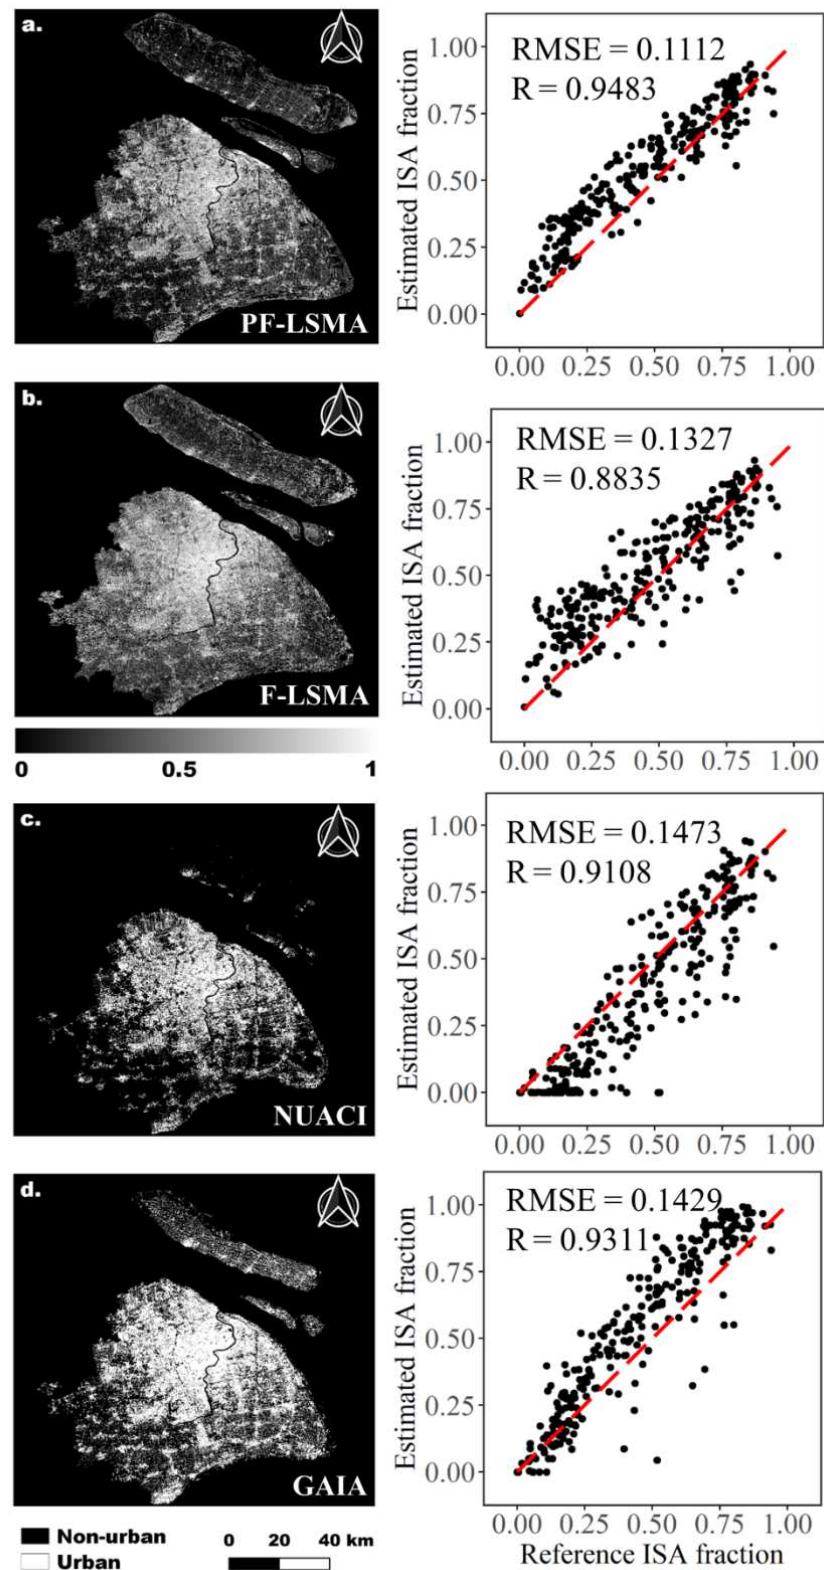 a.
PF-LSMA
RMSE = 0.1112
R = 0.9483
Estimated ISA fraction
1.00
0.75
0.50
0.25
0.00
0.00 0.25 0.50 0.75 1.00
b.
F-LSMA
0 0.5 1
RMSE = 0.1327
R = 0.8835
Estimated ISA fraction
1.00
0.75
0.50
0.25
0.00
0.00 0.25 0.50 0.75 1.00
c.
NUACI
RMSE = 0.1473
R = 0.9108
Estimated ISA fraction
1.00
0.75
0.50
0.25
0.00
0.00 0.25 0.50 0.75 1.00
d.
GAIA
RMSE = 0.1429
R = 0.9311
Estimated ISA fraction
1.00
0.75
0.50
0.25
0.00
0.00 0.25 0.50 0.75 1.00
Reference ISA fraction
Non-urban
Urban
0 20 40 km